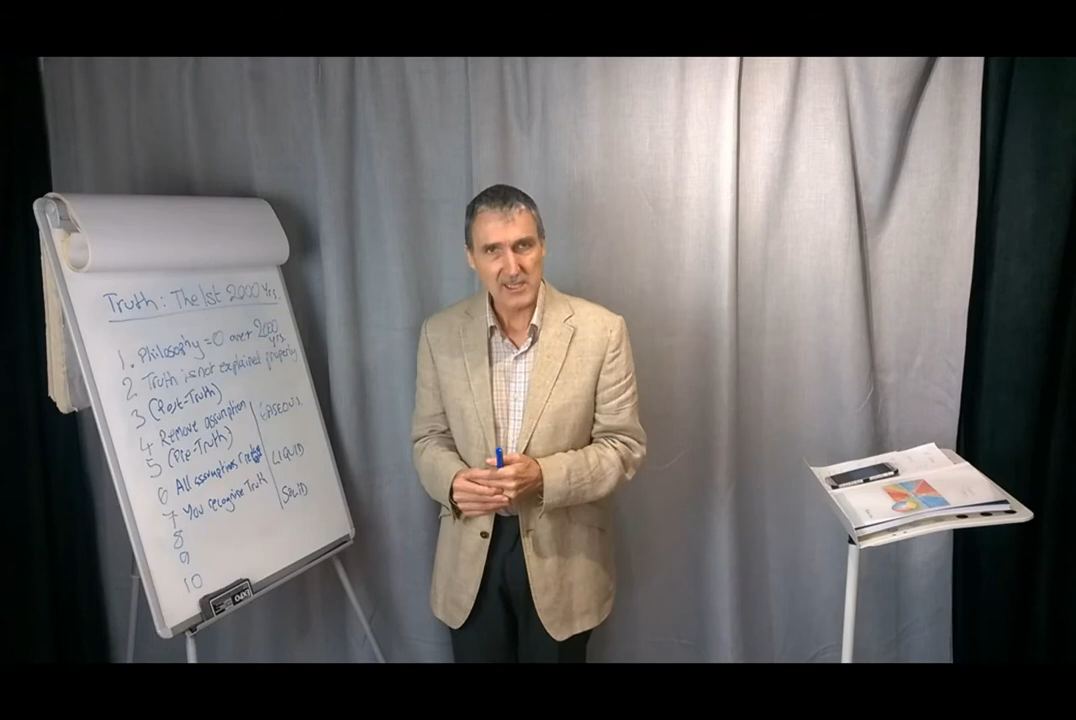 Truth: The 1st 2000 Yrs.
1. Philosophy = 0 over 2000 yrs.
2. Truth is not explained properly
3 (Post-Truth)
4 Remove assumption
5 (Pre-Truth)
6 All assumptions
7 You recognise Truth
8
9
10
GASEOUS
LIQUID
SOLID